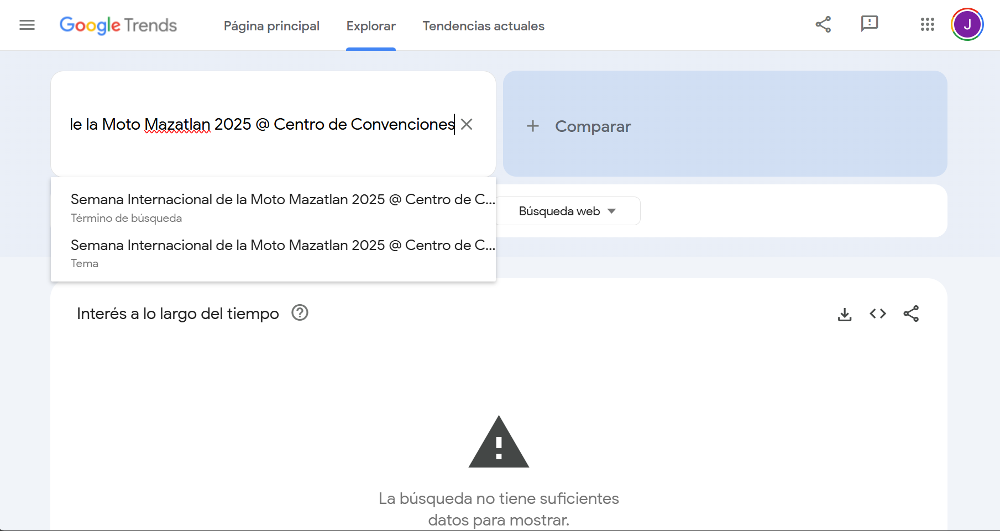 Google Trends
Página principal
Explorar
Tendencias actuales
J
de la Moto Mazatlan 2025 @ Centro de Convenciones
Comparar
Semana Internacional de la Moto Mazatlan 2025 @ Centro de C...
Término de búsqueda
Semana Internacional de la Moto Mazatlan 2025 @ Centro de C...
Tema
Búsqueda web
Interés a lo largo del tiempo
La búsqueda no tiene suficientes
datos para mostrar.